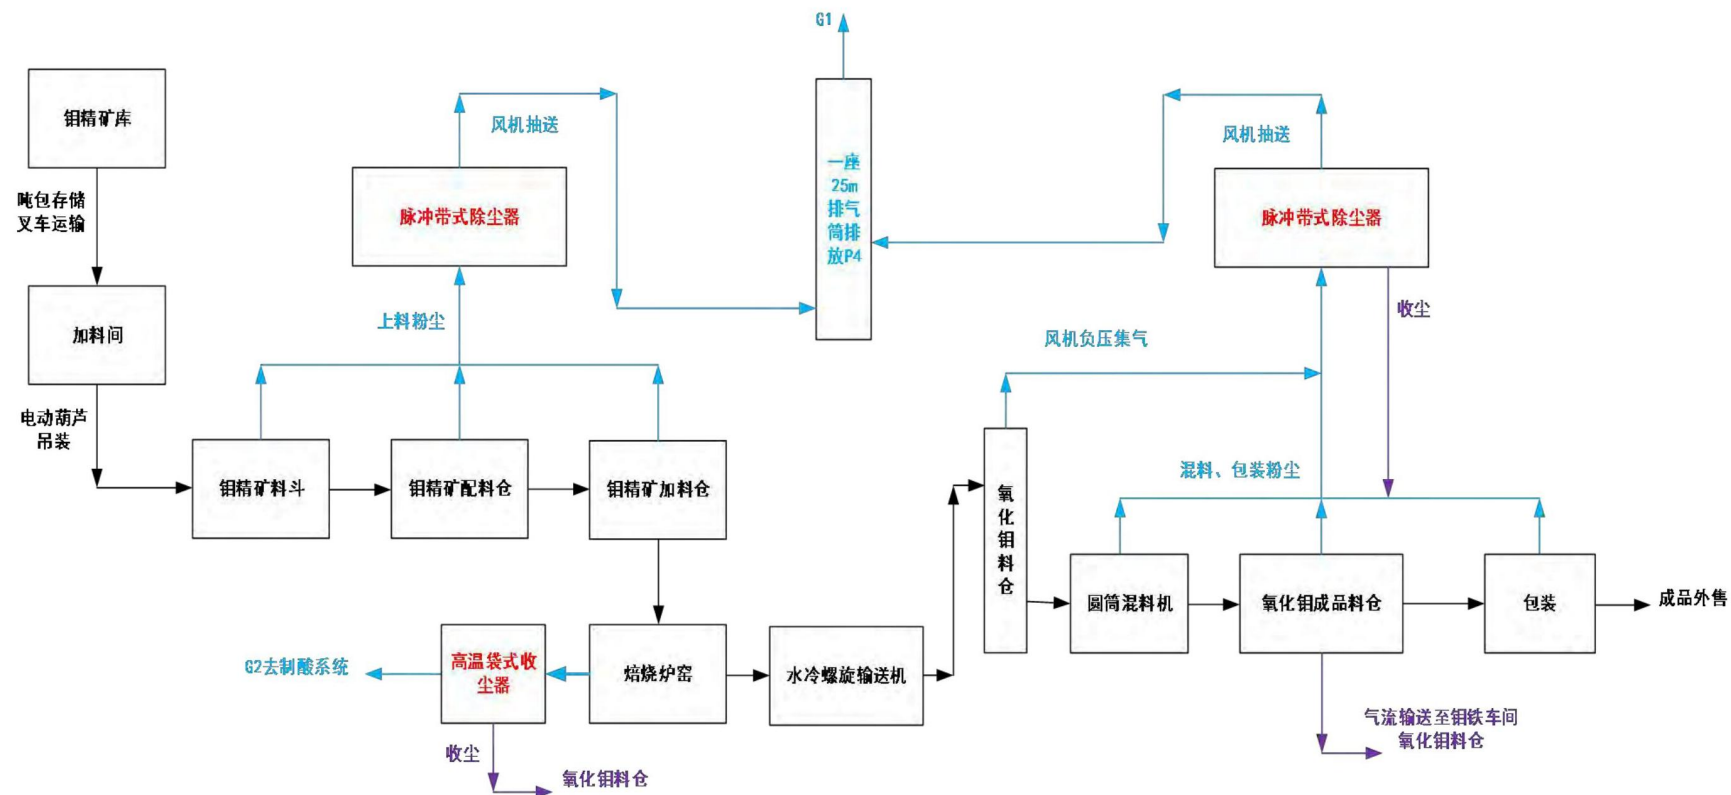 G1
钼精矿库
风机抽送
风机抽送
一座
25m
排气
筒排
放P4
吨包存储
叉车运输
脉冲带式除尘器
脉冲带式除尘器
加料间
上料粉尘
收尘
风机负压集气
电动葫芦
吊装
混料、包装粉尘
钼精矿料斗
钼精矿配料仓
钼精矿加料仓
氧
化
钼
料
仓
圆筒混料机
氧化钼成品料仓
包装
成品外售
G2去制酸系统
高温袋式收
尘器
焙烧炉窑
水冷螺旋输送机
收尘
氧化钼料仓
气流输送至钼铁车间
氧化钼料仓